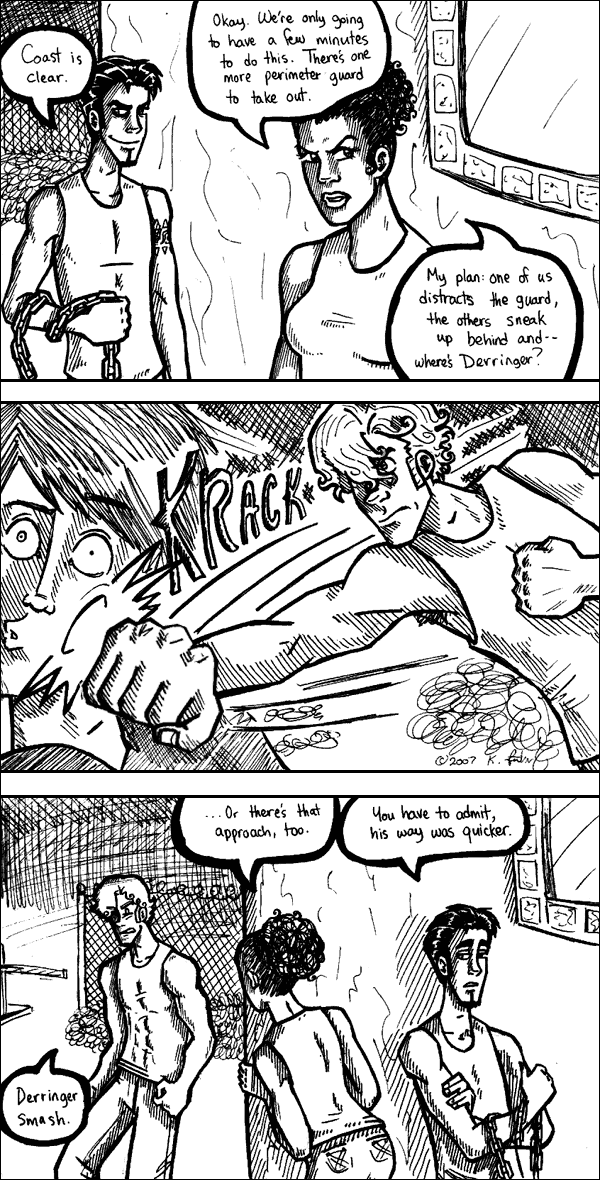 Coast is
clear.
Okay. We're only going
to have a few minutes
to do this. There's one
more perimeter guard
to take out.
My plan: one of us
distracts the guard,
the others sneak
up behind and--
where's Derringer?
KRACK
©2007 K.
...Or there's that
approach, too.
You have to admit,
his way was quicker.
Derringer
smash.